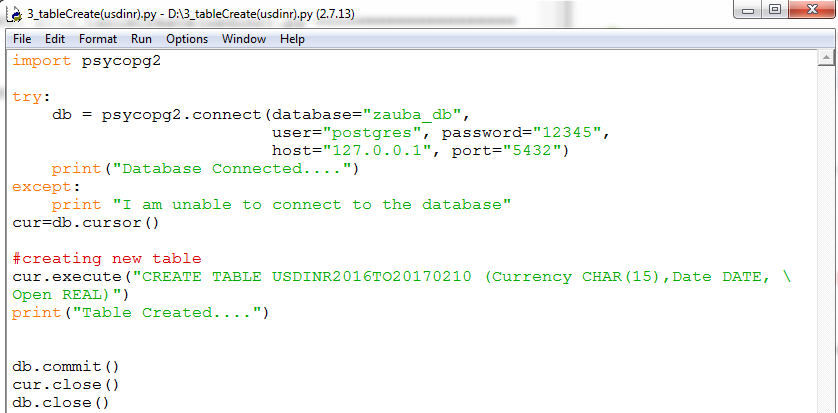 3_tableCreate(usdinr).py - D:\3_tableCreate(usdinr).py (2.7.13)
File Edit Format Run Options Window Help
import psycopg2
try:
    db = psycopg2.connect(database="zauba_db",
                          user="postgres", password="12345",
                          host="127.0.0.1", port="5432")
    print("Database Connected....")
except:
    print "I am unable to connect to the database"
cur=db.cursor()
#creating new table
cur.execute("CREATE TABLE USDINR2016TO20170210 (Currency CHAR(15),Date DATE, \
Open REAL)")
print("Table Created....")
db.commit()
cur.close()
db.close()